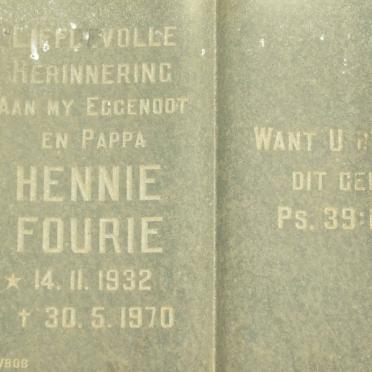 LIEFDEVOLLE
HERINNERING
AAN MY EGGENOOT
EN PAPPA
HENNIE
FOURIE
★ 14.11.1932
† 30.5.1970
WANT U
DIT
PS. 39: